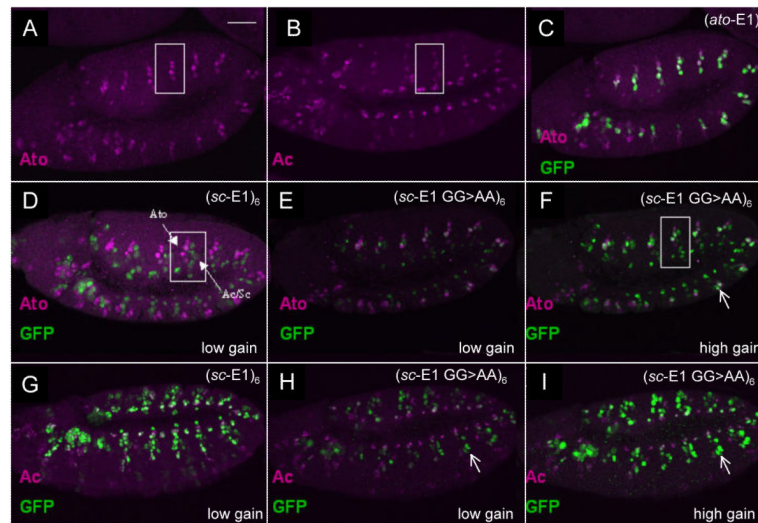 A
Ato
B
Ac
C
(ato-E1)
Ato
GFP
D
(sc-E1)6
Ato
Ac/Sc
Ato
GFP
low gain
E
(sc-E1 GG>AA)6
Ato
GFP
low gain
F
(sc-E1 GG>AA)6
Ato
GFP
high gain
G
(sc-E1)6
Ac
GFP
low gain
H
(sc-E1 GG>AA)6
Ac
GFP
low gain
I
(sc-E1 GG>AA)6
Ac
GFP
high gain